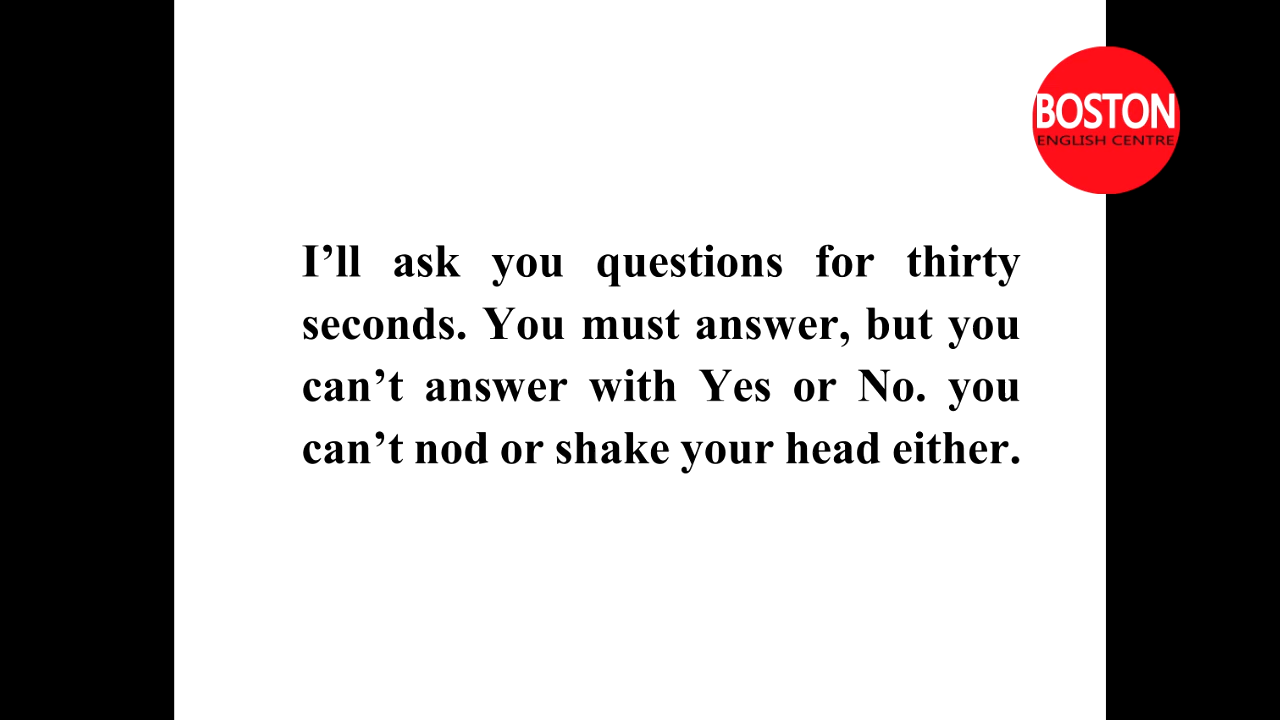 BOSTON
ENGLISH CENTRE
I’ll ask you questions for thirty
seconds. You must answer, but you
can’t answer with Yes or No. you
can’t nod or shake your head either.